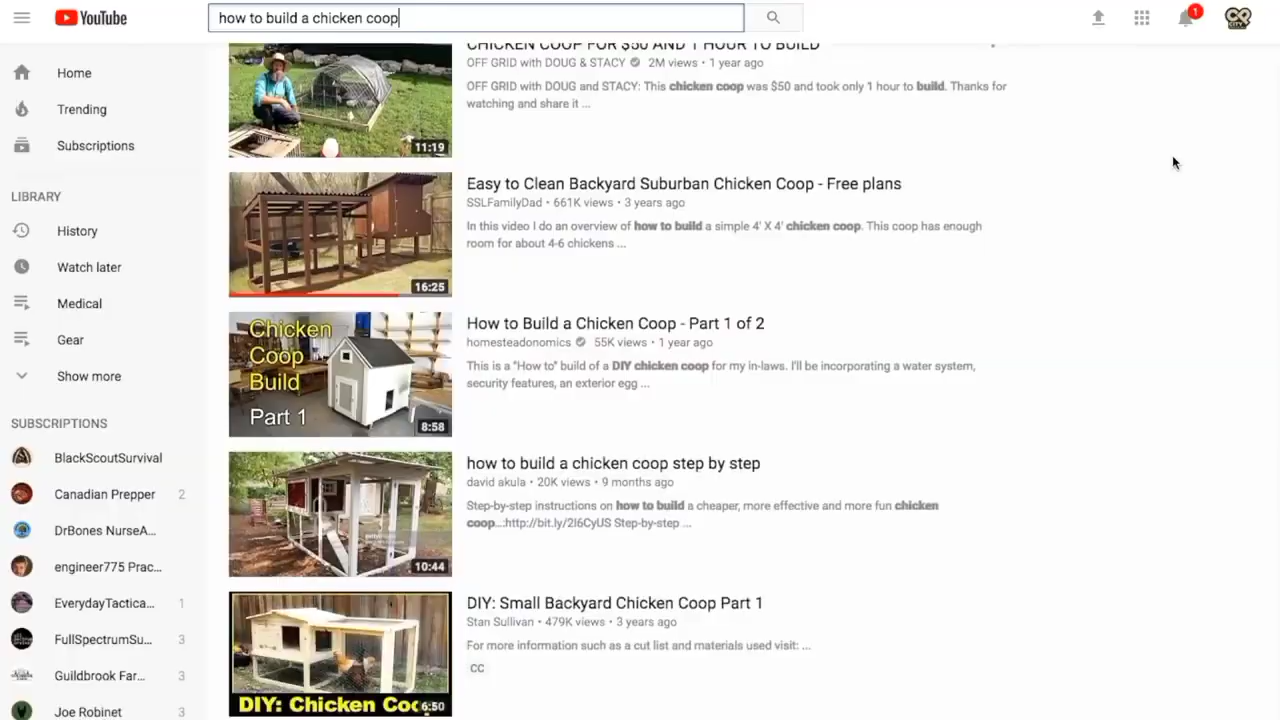 YouTube
how to build a chicken coop
1
CHICKEN COOP FOR $50 AND 1 HOUR TO BUILD
OFF GRID with DOUG & STACY 2M views • 1 year ago
OFF GRID with DOUG and STACY: This chicken coop was $50 and took only 1 hour to build. Thanks for
watching and share it ...
11:19
Easy to Clean Backyard Suburban Chicken Coop - Free plans
SSLFamilyDad • 661K views • 3 years ago
In this video I do an overview of how to build a simple 4' X 4' chicken coop. This coop has enough
room for about 4-6 chickens ...
16:25
How to Build a Chicken Coop - Part 1 of 2
homesteadonomics 55K views • 1 year ago
This is a "How to" build of a DIY chicken coop for my in-laws. I'll be incorporating a water system,
security features, an exterior egg ...
Chicken
Coop
Build
Part 1
8:58
how to build a chicken coop step by step
david akula • 20K views • 9 months ago
Step-by-step instructions on how to build a cheaper, more effective and more fun chicken
coop...:http://bit.ly/2I6CyUS Step-by-step ...
10:44
DIY: Small Backyard Chicken Coop Part 1
Stan Sullivan • 479K views • 3 years ago
For more information such as a cut list and materials used visit: ...
CC
DIY: Chicken Coo
6:50
Home
Trending
Subscriptions
LIBRARY
History
Watch later
Medical
Gear
Show more
SUBSCRIPTIONS
BlackScoutSurvival
Canadian Prepper 2
DrBones NurseA...
engineer775 Prac...
EverydayTactica... 1
FullSpectrumSu... 3
Guildbrook Far... 3
Joe Robinet 3